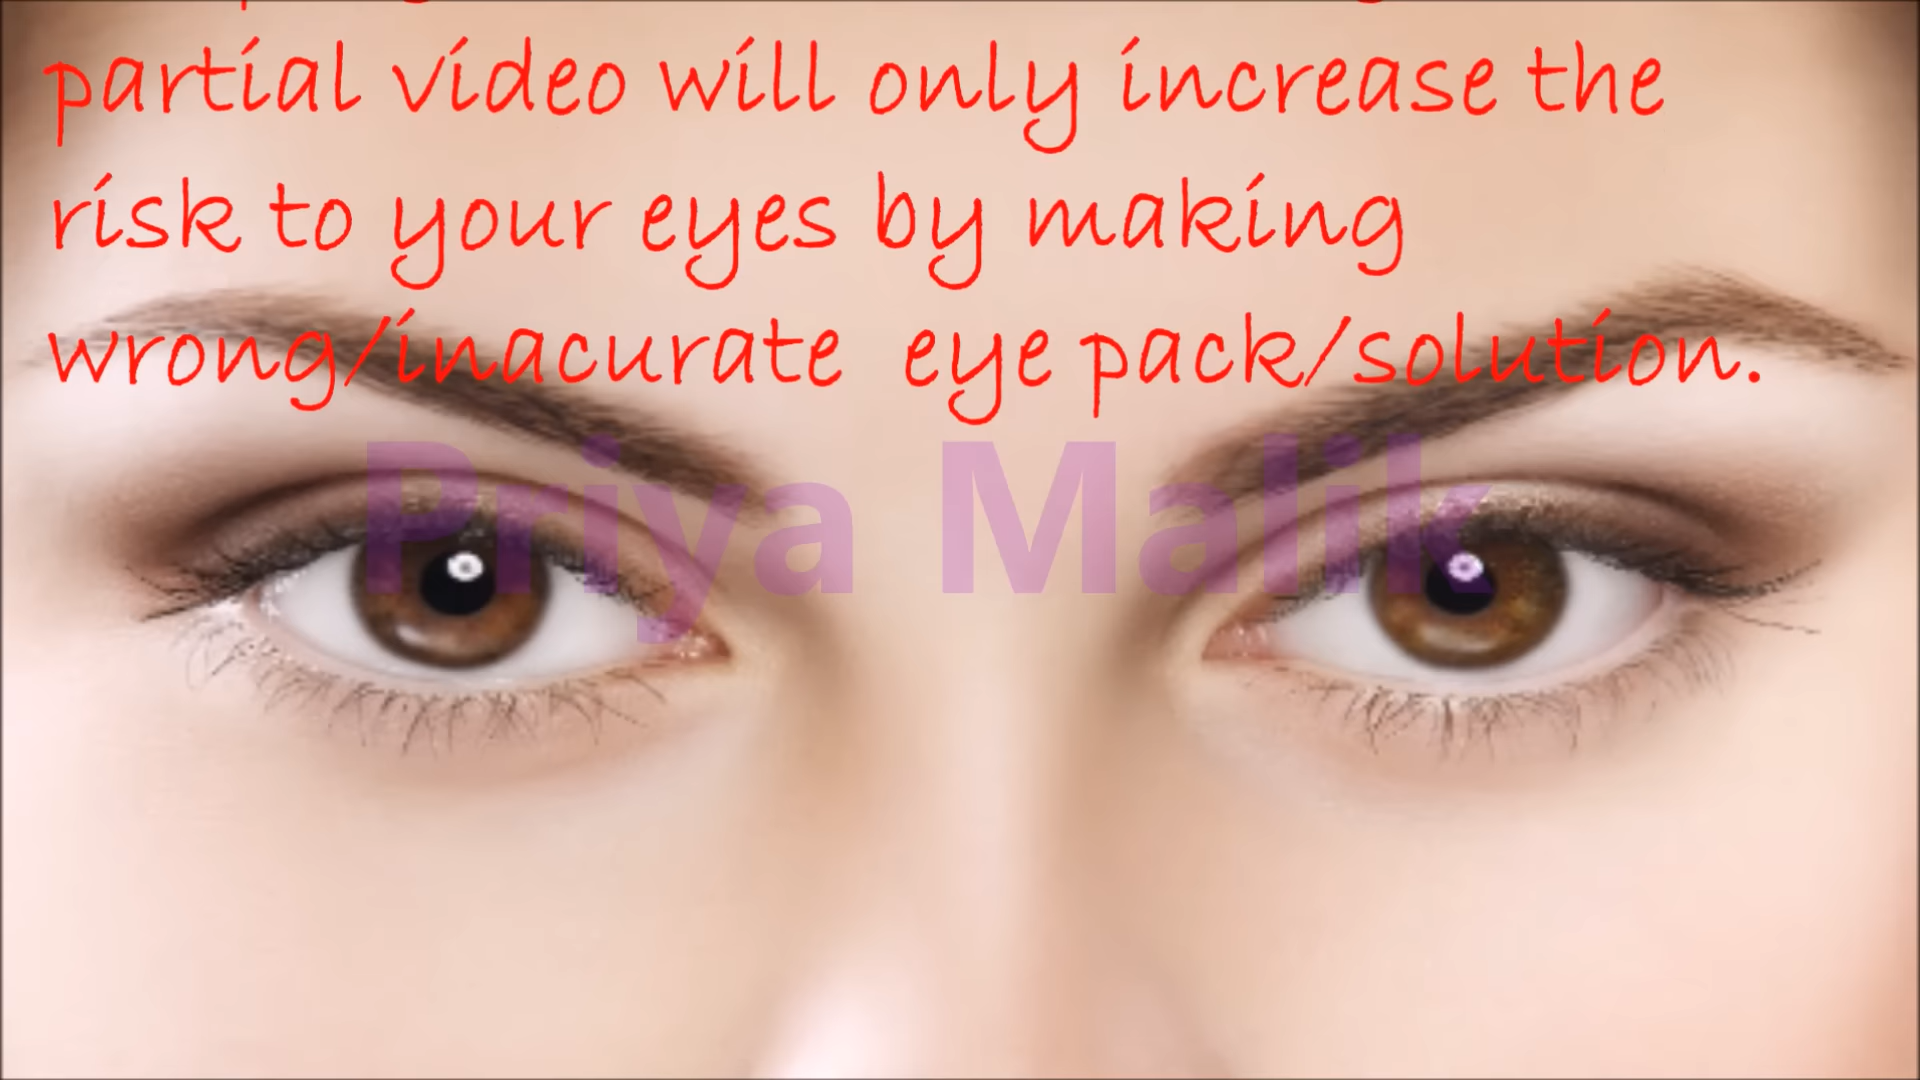 partial video will only increase the
risk to your eyes by making
wrong/inacurate eye pack/solution.
Priya Malik